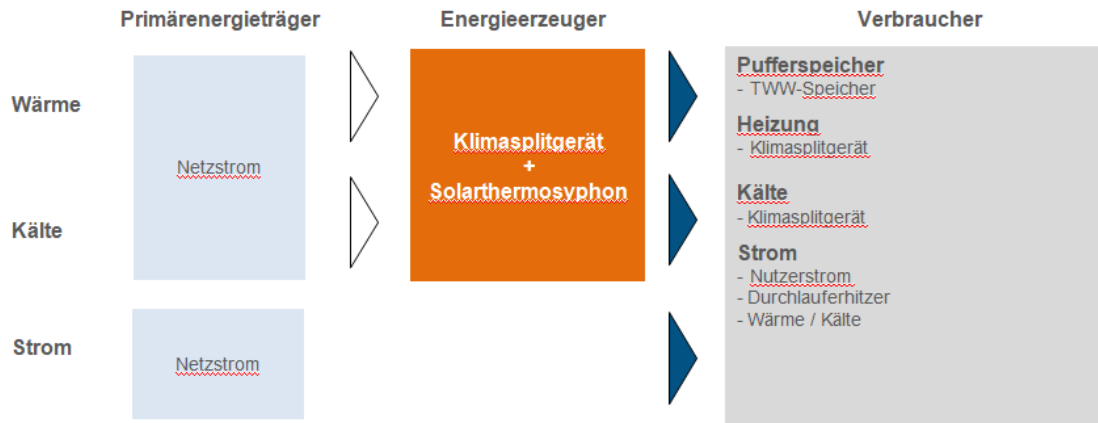 Primärenergieträger
Energieerzeuger
Verbraucher
Wärme
Kälte
Strom
Netzstrom
Netzstrom
Klimasplitgerät
+
Solarthermosyphon
Pufferspeicher
- TWW-Speicher
Heizung
- Klimasplitgerät
Kälte
- Klimasplitgerät
Strom
- Nutzerstrom
- Durchlauferhitzer
- Wärme / Kälte